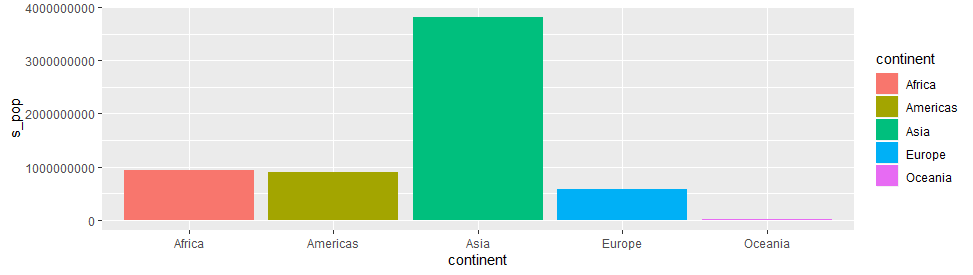 4000000000
3000000000
2000000000
1000000000
0
s_pop
Africa Americas Asia Europe Oceania
continent
continent
Africa
Americas
Asia
Europe
Oceania